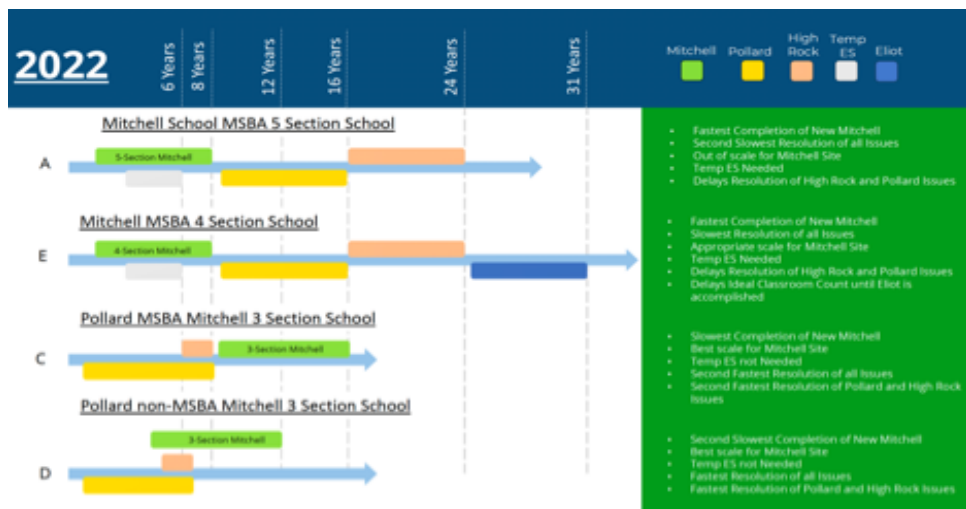 2022
6 Years
8 Years
12 Years
16 Years
24 Years
31 Years
Mitchell
Pollard
High
Rock
Temp
ES
Eliot
Mitchell School MSBA 5 Section School
A
5-Section Mitchell
• Fastest Completion of New Mitchell
• Second Slowest Resolution of all Issues
• Out of scale for Mitchell Site
• Temp ES Needed
• Delays Resolution of High Rock and Pollard Issues
Mitchell MSBA 4 Section School
E
4-Section Mitchell
• Fastest Completion of New Mitchell
• Slowest Resolution of all Issues
• Appropriate scale for Mitchell Site
• Temp ES Needed
• Delays Resolution of High Rock and Pollard Issues
• Delays Ideal Classroom Count until Eliot is
accomplished
Pollard MSBA Mitchell 3 Section School
C
3-Section Mitchell
• Slowest Completion of New Mitchell
• Best scale for Mitchell Site
• Temp ES not Needed
• Second Fastest Resolution of all Issues
• Second Fastest Resolution of Pollard and High Rock
Issues
Pollard non-MSBA Mitchell 3 Section School
3-Section Mitchell
D
• Second Slowest Completion of New Mitchell
• Best scale for Mitchell Site
• Temp ES not Needed
• Fastest Resolution of all Issues
• Fastest Resolution of Pollard and High Rock Issues